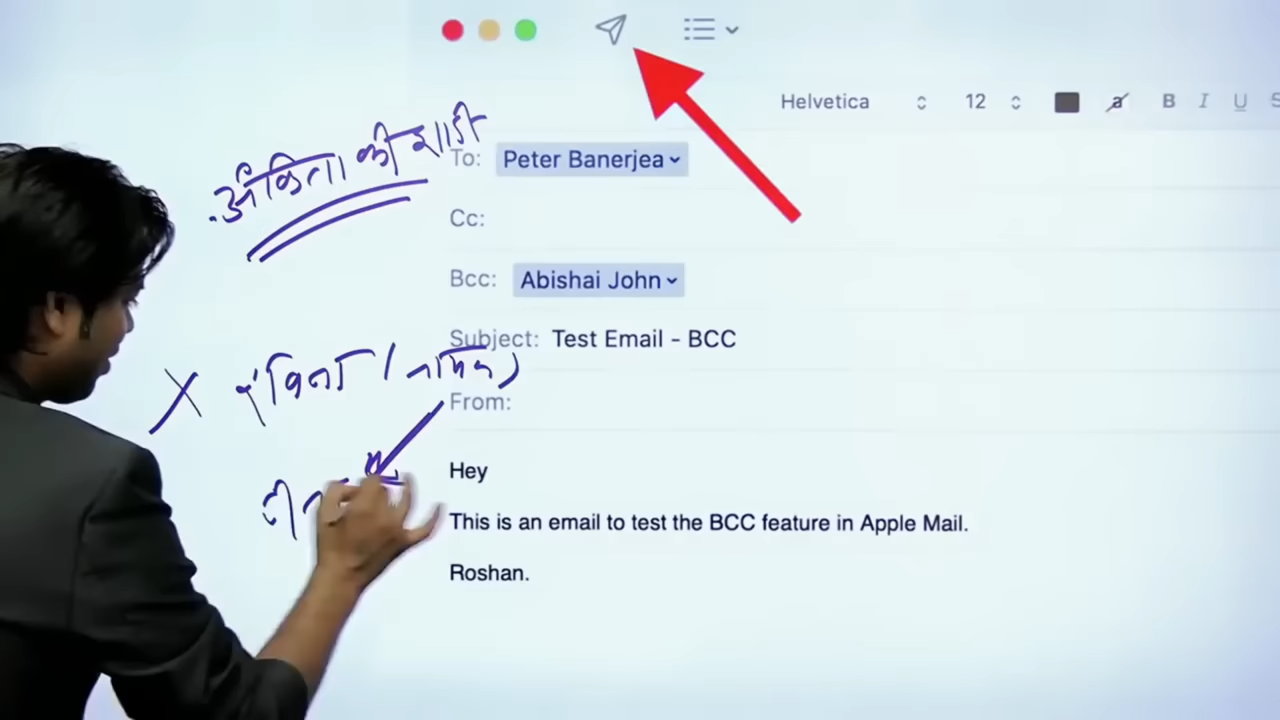 Helvetica 12 a B I U S
अंकिता की शादी
To: Peter Banerjea
Cc:
Bcc: Abishai John
Subject: Test Email - BCC
From:
Hey
This is an email to test the BCC feature in Apple Mail.
Roshan.